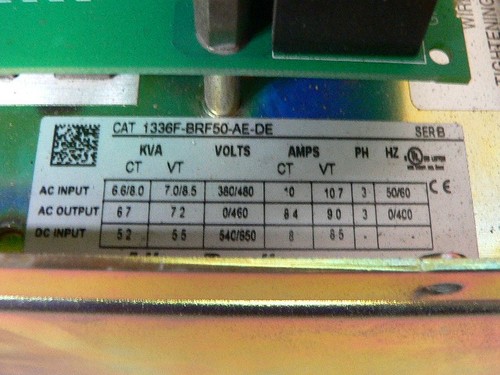 CAT 1336F-BRF50-AE-DE SER B
KVA VOLTS AMPS PH HZ
CT VT CT VT
AC INPUT 6.6/8.0 7.0/8.5 380/480 10 10.7 3 50/60
AC OUTPUT 6.7 7.2 0/460 8.4 9.0 3 0/400
DC INPUT 5.2 5.5 540/650 8 8.5 - -
UL LISTED
CE
TIGHTENING